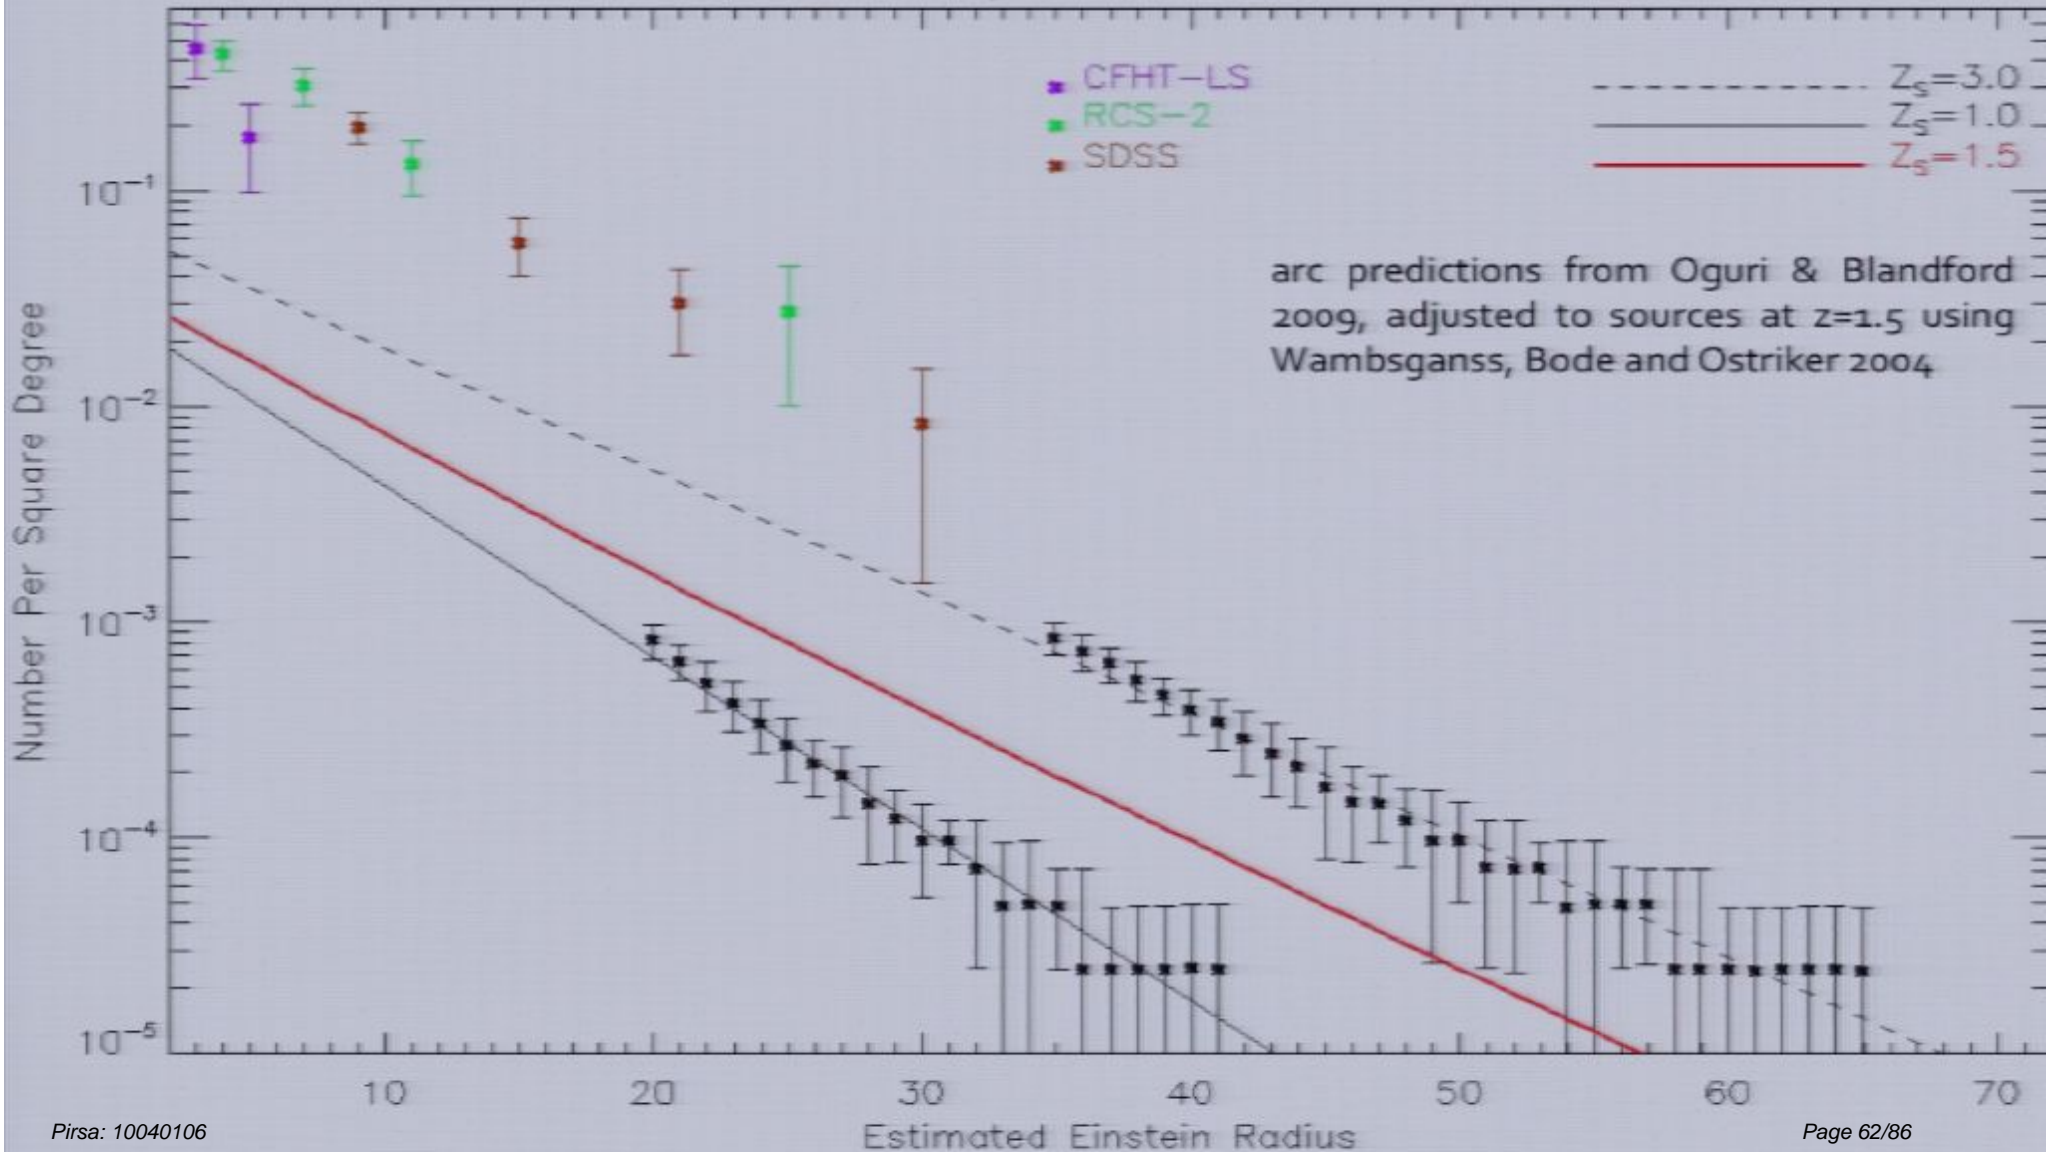 CFHT-LS
RCS-2
SDSS
Zs=3.0
Zs=1.0
Zs=1.5
arc predictions from Oguri & Blandford
2009, adjusted to sources at z=1.5 using
Wambsganss, Bode and Ostriker 2004
Number Per Square Degree
10⁻¹
10⁻²
10⁻³
10⁻⁴
10⁻⁵
10 20 30 40 50 60 70
Estimated Einstein Radius
Pirsa: 10040106
Page 62/86